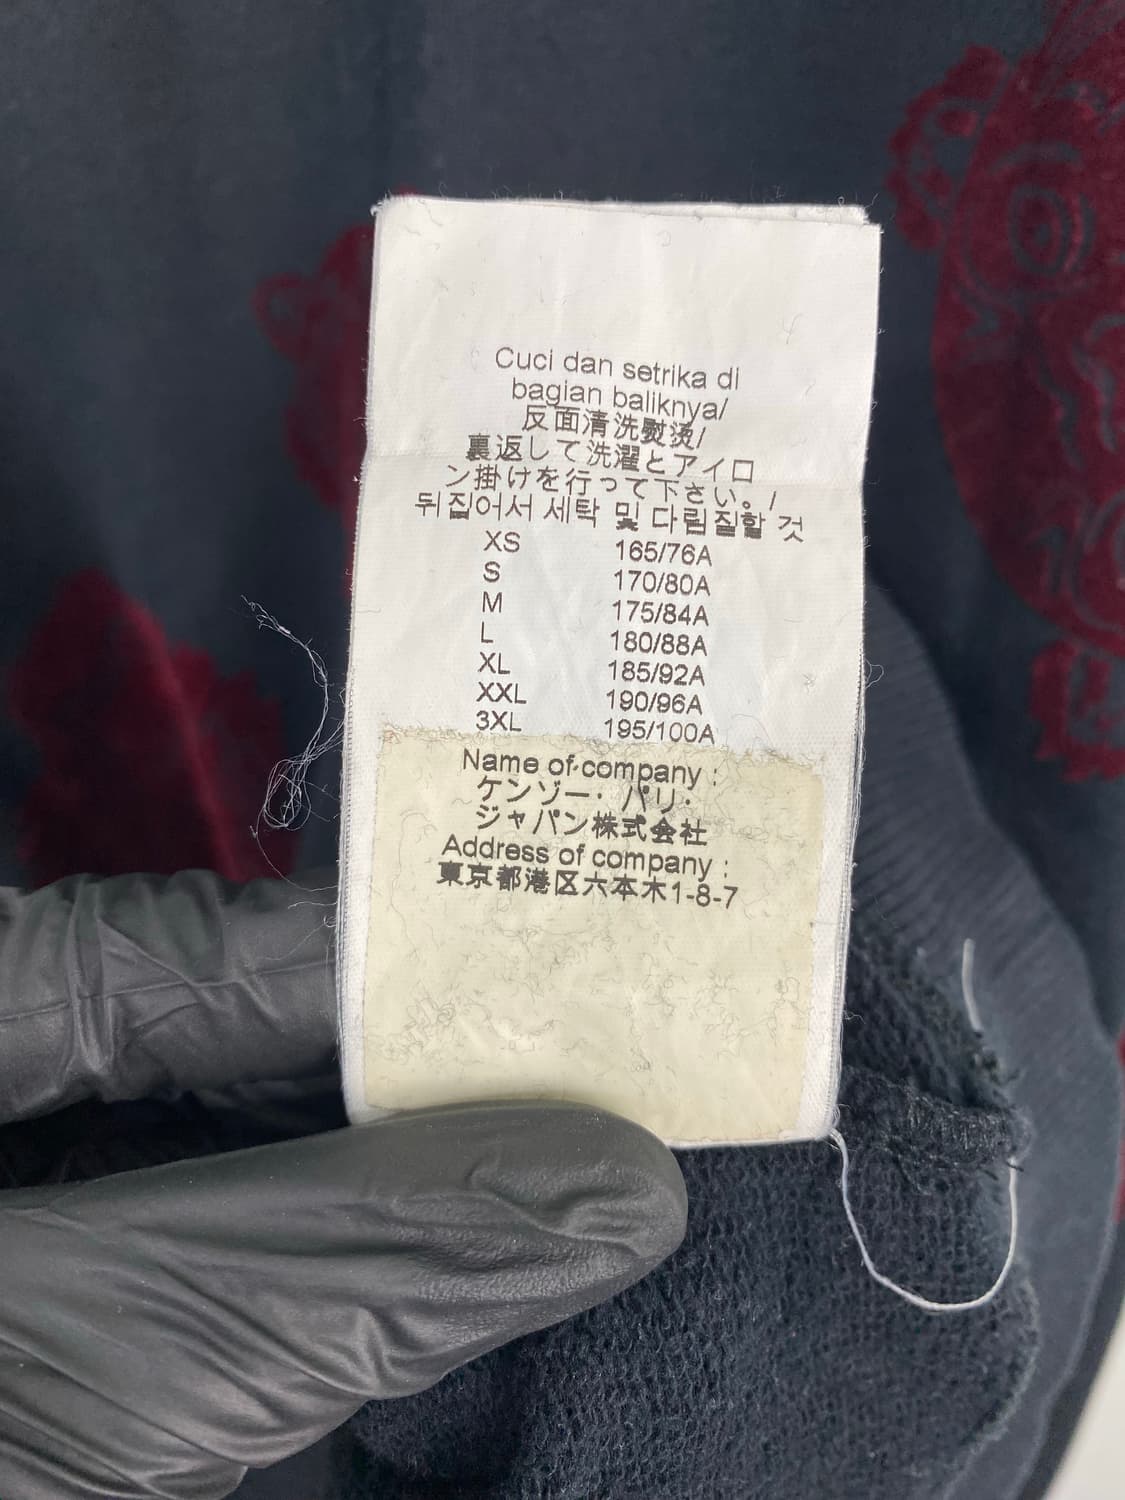 Cuci dan setrika di
bagian baliknya/
反面清洗熨烫/
裏返して洗濯とアイロ
ン掛けを行って下さい。/
뒤집어서 세탁 및 다림질할 것
XS 165/76A
S 170/80A
M 175/84A
L 180/88A
XL 185/92A
XXL 190/96A
3XL 195/100A
Name of company :
ケンゾー・パリ・
ジャパン株式会社
Address of company :
東京都港区六本木1-8-7